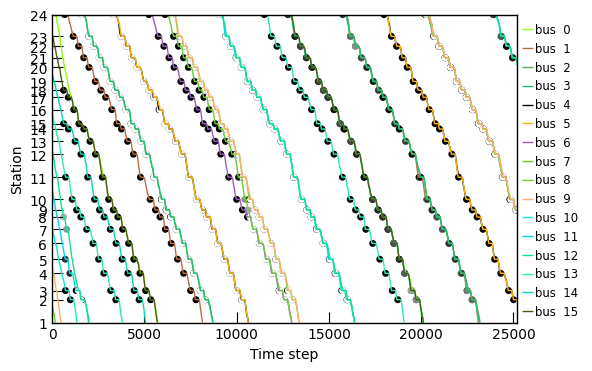 24
23
22
21
20
19
18
17
16
15
14
13
12
11
10
9
8
7
6
5
4
3
2
1
Station
0
5000
10000
15000
20000
25000
Time step
bus 0
bus 1
bus 2
bus 3
bus 4
bus 5
bus 6
bus 7
bus 8
bus 9
bus 10
bus 11
bus 12
bus 13
bus 14
bus 15